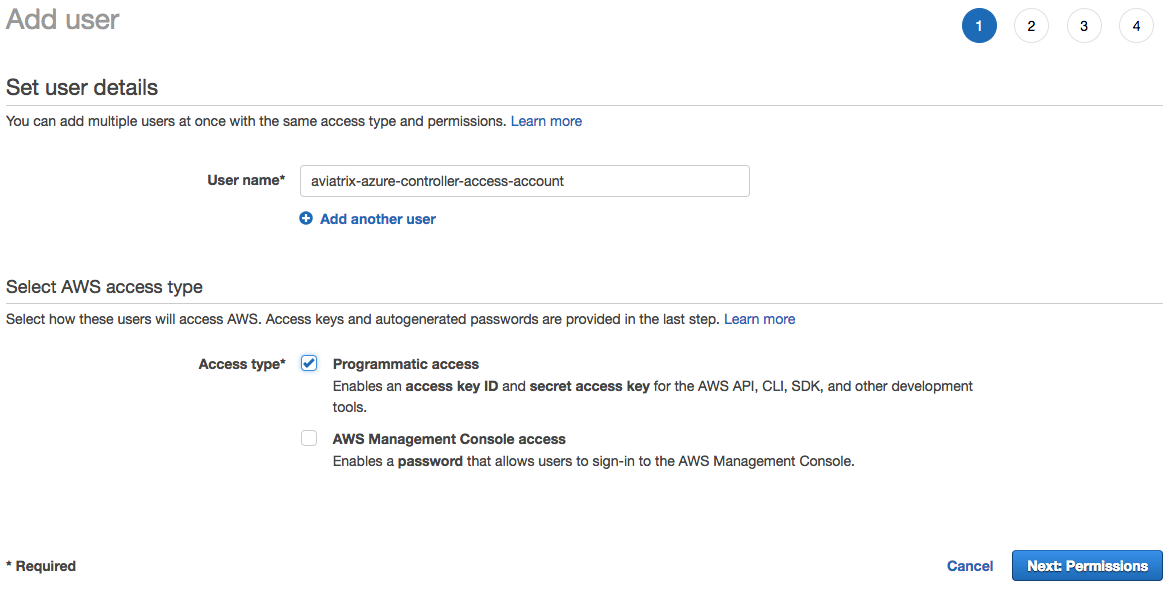 Add user
1 2 3 4
Set user details
You can add multiple users at once with the same access type and permissions. Learn more
User name* aviatrix-azure-controller-access-account
Add another user
Select AWS access type
Select how these users will access AWS. Access keys and autogenerated passwords are provided in the last step. Learn more
Access type* Programmatic access
Enables an access key ID and secret access key for the AWS API, CLI, SDK, and other development
tools.
AWS Management Console access
Enables a password that allows users to sign-in to the AWS Management Console.
* Required Cancel Next: Permissions